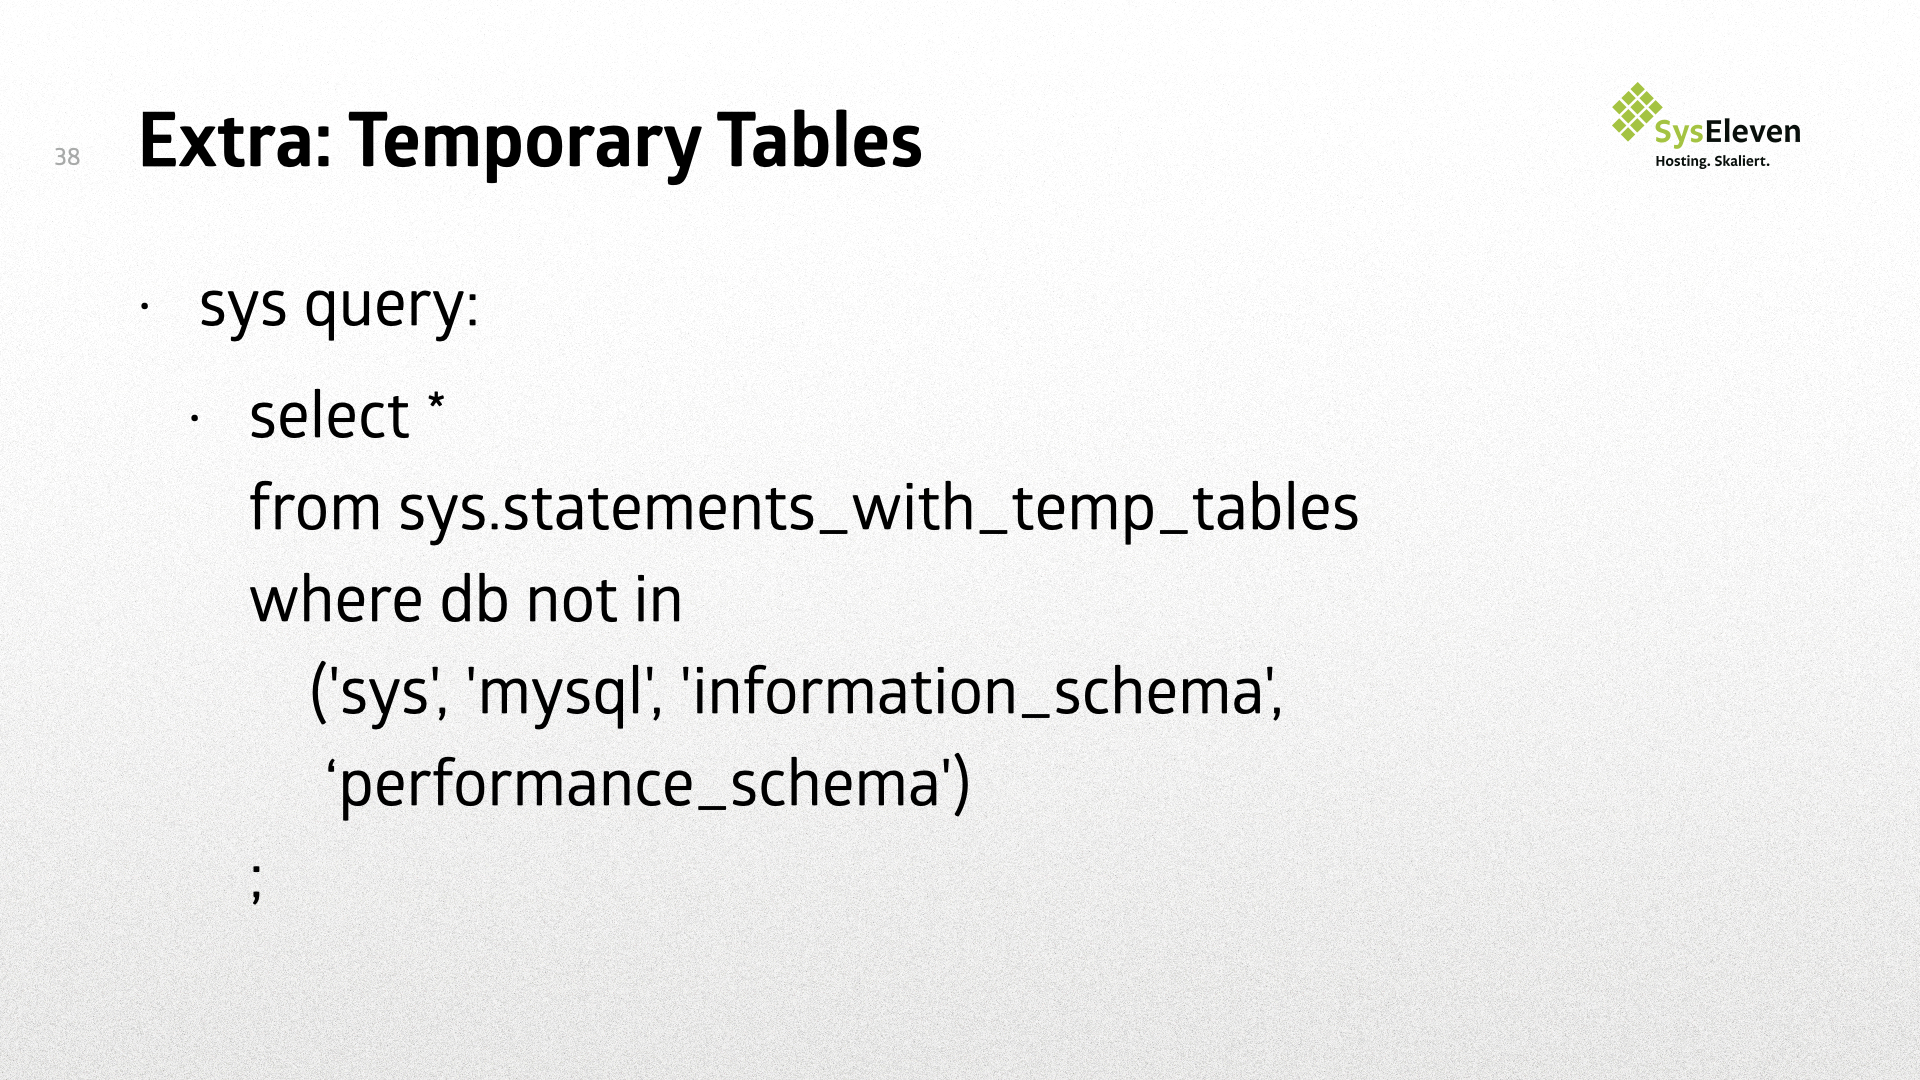 38
Extra: Temporary Tables
SysEleven
Hosting. Skaliert.
· sys query:
· select *
from sys.statements_with_temp_tables
where db not in
('sys', 'mysql', 'information_schema',
‘performance_schema')
;